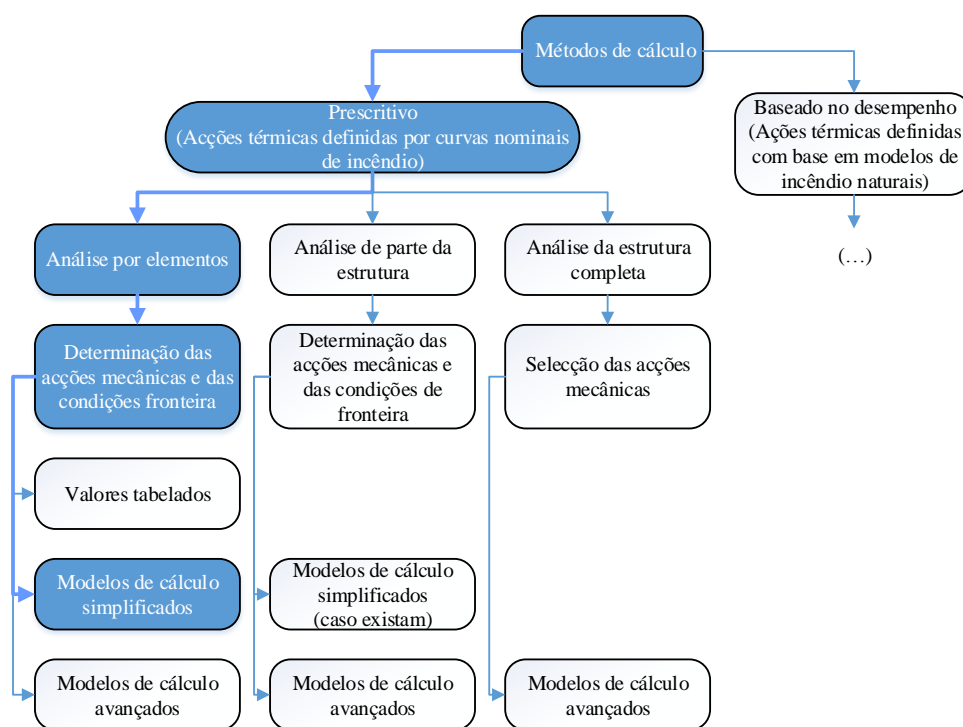 Métodos de cálculo
Prescritivo
(Acções térmicas definidas por curvas nominais
de incêndio)
Baseado no desempenho
(Ações térmicas definidas
com base em modelos de
incêndio naturais)
Análise por elementos
Análise de parte da
estrutura
Análise da estrutura
completa
(…)
Determinação das
acções mecânicas e das
condições fronteira
Determinação das
acções mecânicas e
das condições de
fronteira
Selecção das acções
mecânicas
Valores tabelados
Modelos de cálculo
simplificados
Modelos de cálculo
simplificados
(caso existam)
Modelos de cálculo
avançados
Modelos de cálculo
avançados
Modelos de cálculo
avançados